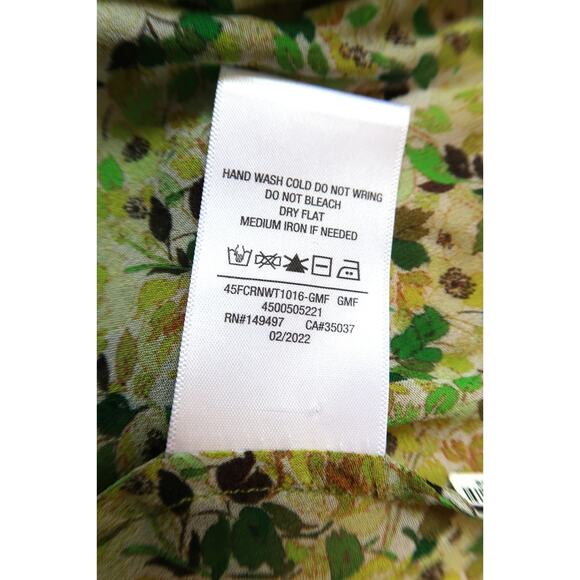 HAND WASH COLD DO NOT WRING
DO NOT BLEACH
DRY FLAT
MEDIUM IRON IF NEEDED
45FCRNWT1016-GMF GMF
4500505221
RN#149497 CA#35037
02/2022